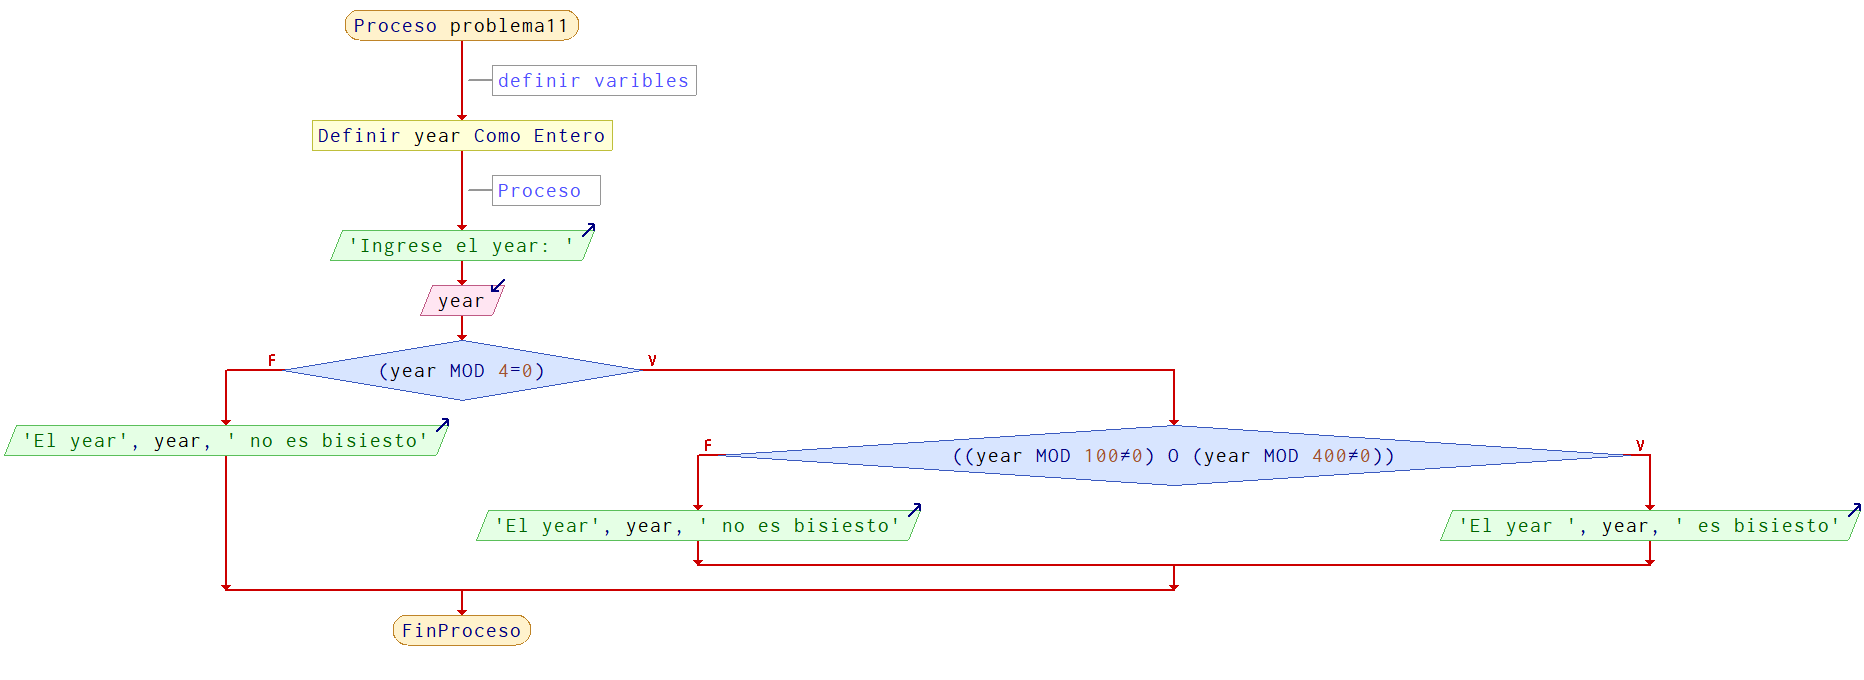 Proceso problema11
definir varibles
Definir year Como Entero
Proceso
'Ingrese el year: '
year
F
(year MOD 4=0)
V
'El year', year, ' no es bisiesto'
F
((year MOD 100≠0) O (year MOD 400≠0))
V
'El year', year, ' no es bisiesto'
'El year ', year, ' es bisiesto'
FinProceso